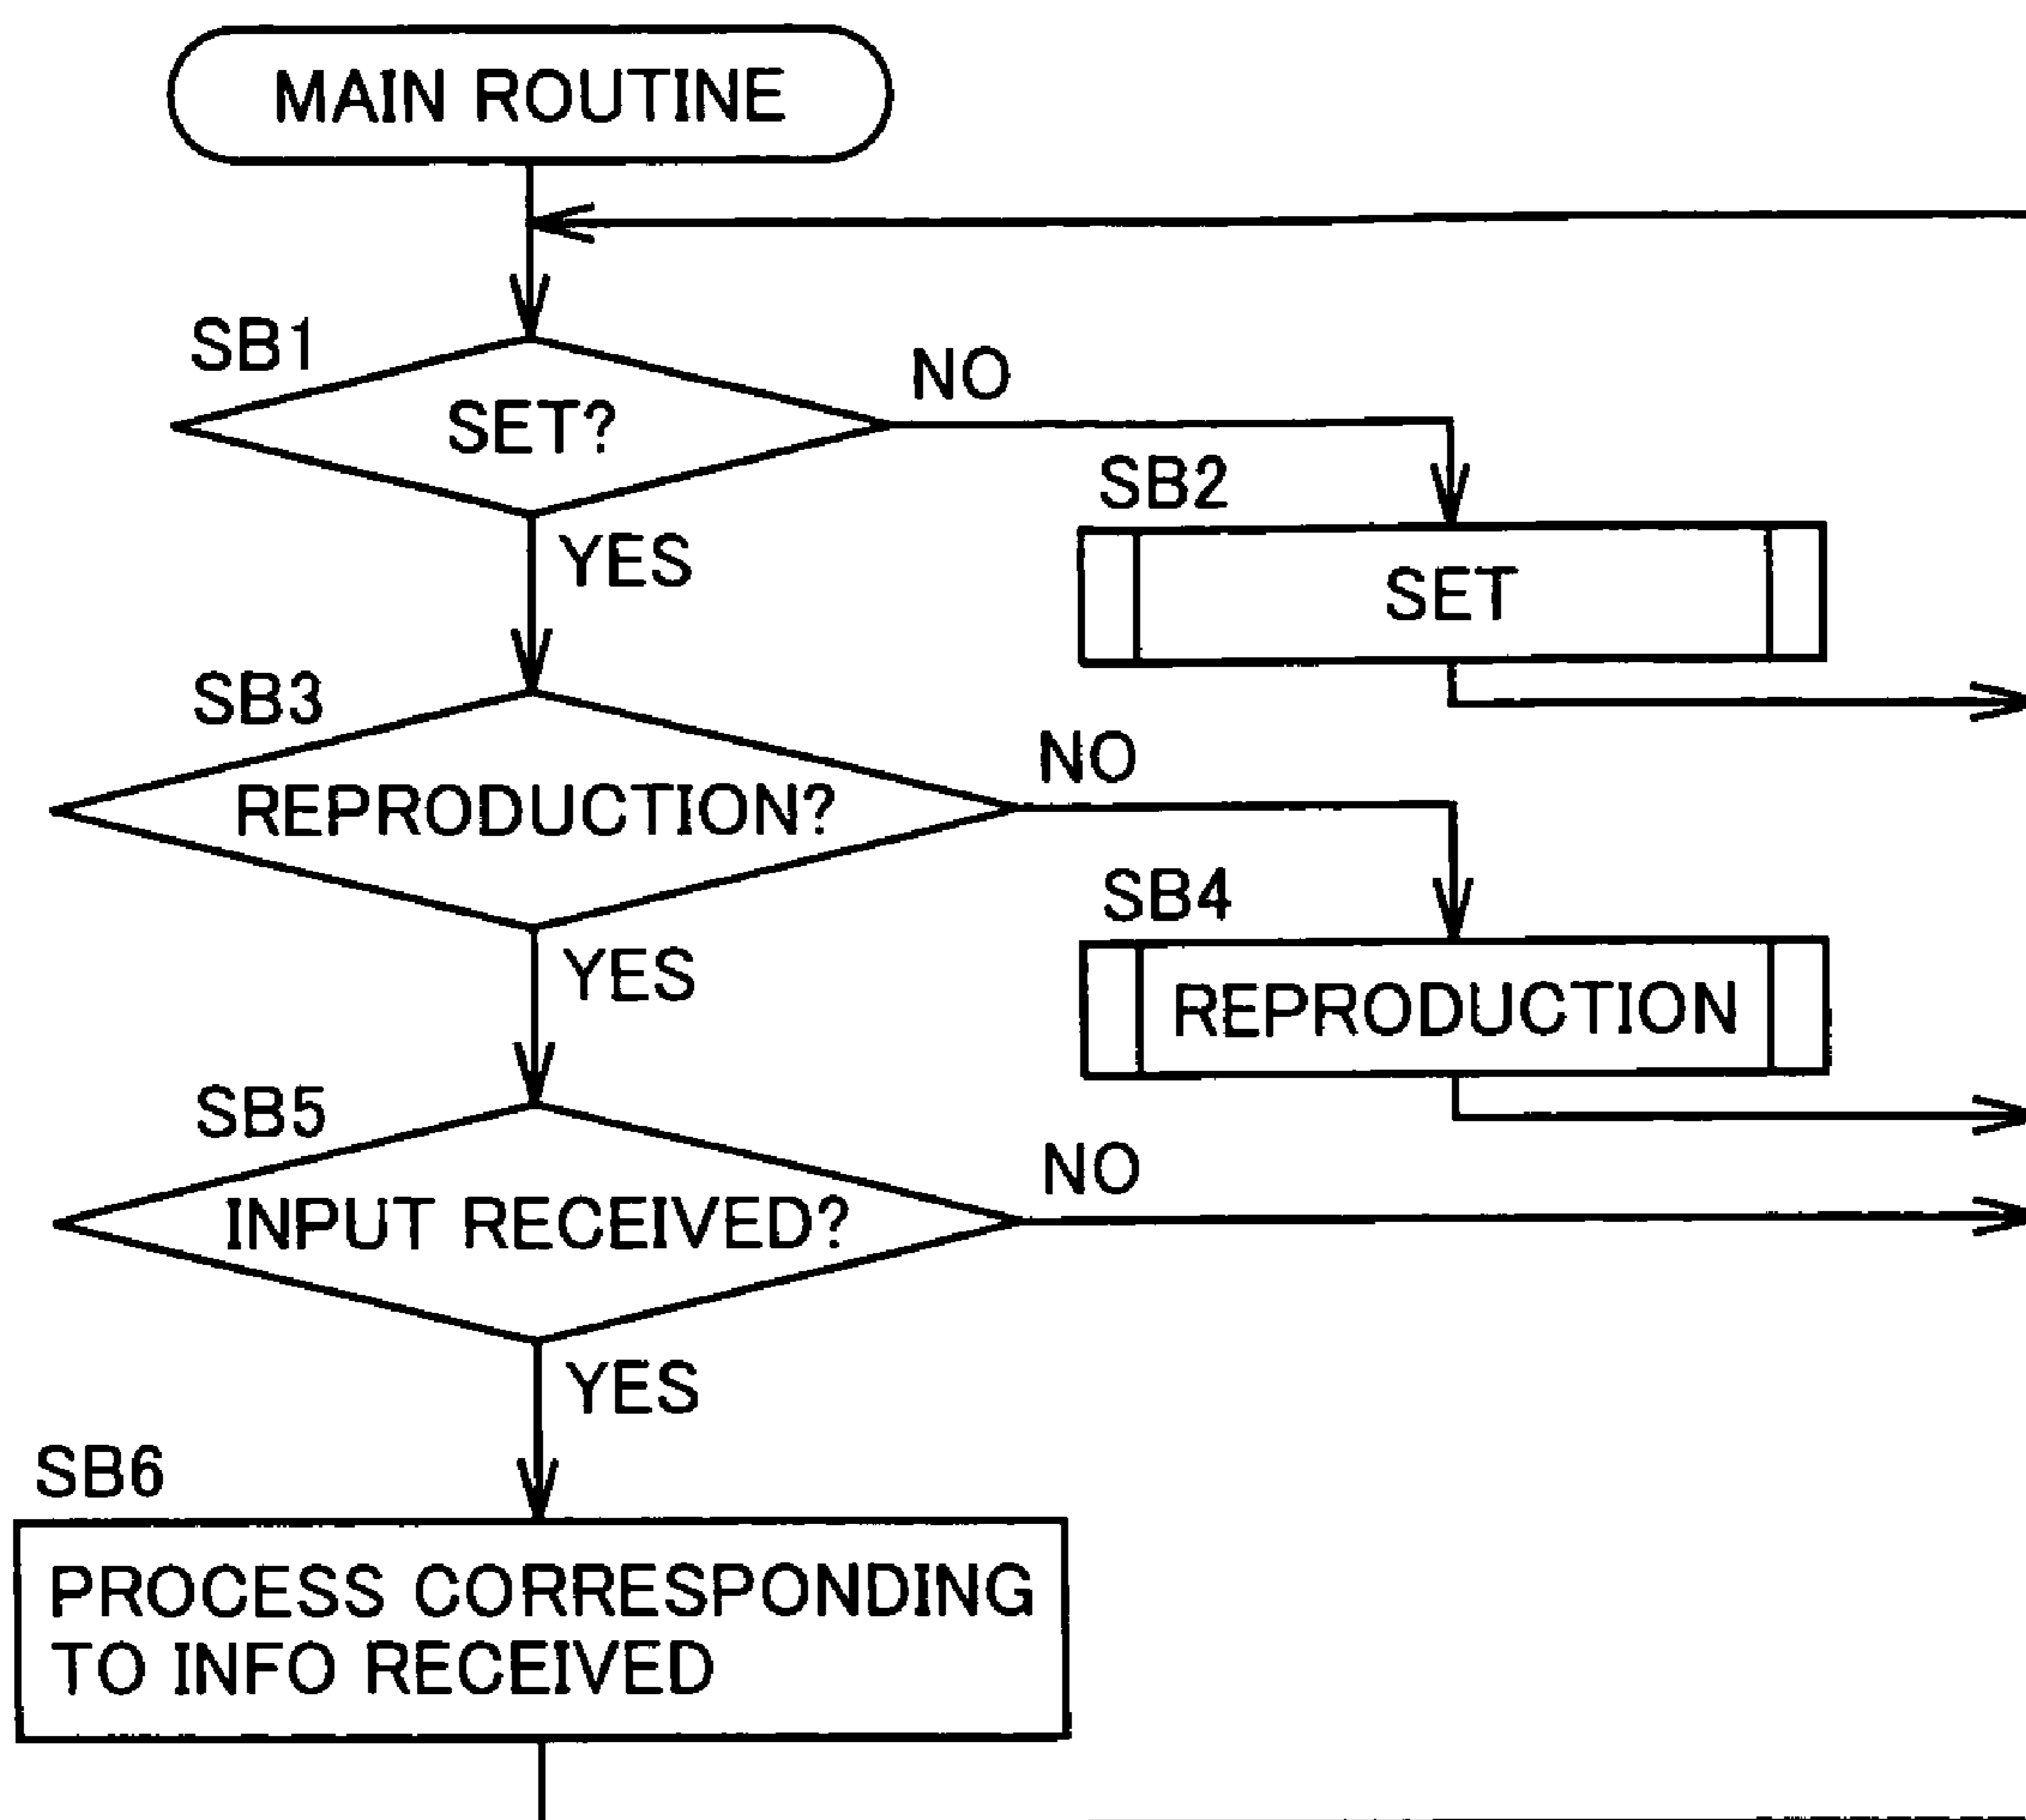 MAIN ROUTINE
SB1
SET?
NO
SB2
SET
YES
SB3
REPRODUCTION?
NO
SB4
REPRODUCTION
YES
SB5
INPUT RECEIVED?
NO
YES
SB6
PROCESS CORRESPONDING
TO INFO RECEIVED